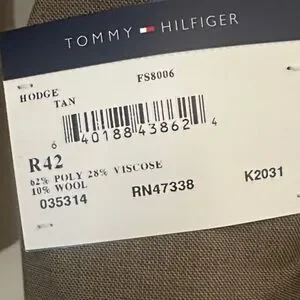 TOMMY HILFIGER
FS8006
HODGE
TAN
6 40188 43862 4
R42
62% POLY 28% VISCOSE
10% WOOL
035314 RN47338 K2031